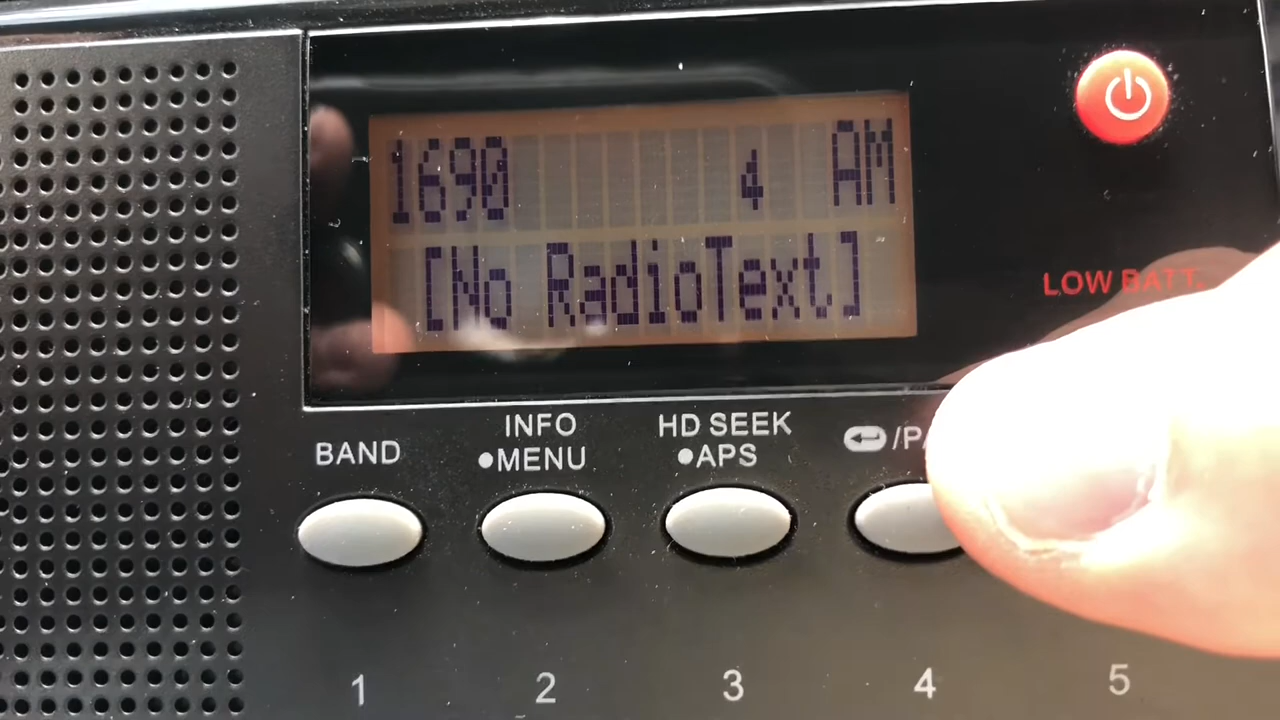 1690 4 AM
[No RadioText]
LOW BATT.
BAND
INFO
●MENU
HD SEEK
●APS
1 2 3 4 5